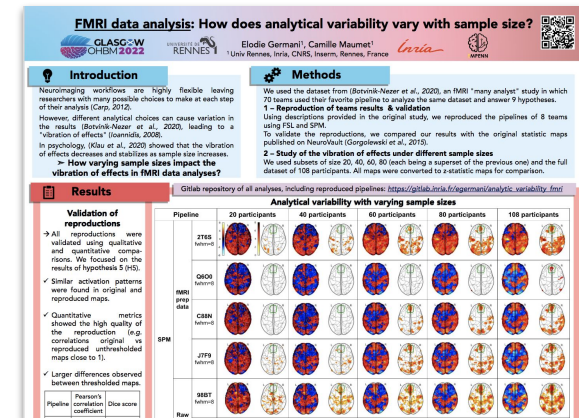 FMRI data analysis: How does analytical variability vary with sample size?
GLASGOW
OHBM2022
UNIVERSITÉ DE
RENNES 1
Elodie Germani¹, Camille Maumet¹
¹ Univ Rennes, Inria, CNRS, Inserm, Rennes, France
Inria
MPENN
Introduction
Neuroimaging workflows are highly flexible leaving
researchers with many possible choices to make at each step
of their analysis (Carp, 2012).
However, different analytical choices can cause variation in
the results (Botvinik-Nezer et al., 2020), leading to a
"vibration of effects" (Ioannidis, 2008).
In psychology, (Klau et al., 2020) showed that the vibration
of effects decreases and stabilizes as sample size increases.
➢ How varying sample sizes impact the
vibration of effects in fMRI data analyses?
Methods
We used the dataset from (Botvinik-Nezer et al., 2020), an fMRI "many analyst" study in which
70 teams used their favorite pipeline to analyze the same dataset and answer 9 hypotheses.
1 – Reproduction of teams results & validation
Using descriptions provided in the original study, we reproduced the pipelines of 8 teams
using FSL and SPM.
To validate the reproductions, we compared our results with the original statistic maps
published on NeuroVault (Gorgolewski et al., 2015).
2 – Study of the vibration of effects under different sample sizes
We used subsets of size 20, 40, 60, 80 (each being a superset of the previous one) and the full
dataset of 108 participants. All maps were converted to z-statistic maps for comparison.
Results
Gitlab repository of all analyses, including reproduced pipelines: https://gitlab.inria.fr/egermani/analytic_variability_fmri
Validation of
reproductions
→ All reproductions were
validated using qualitative
and quantitative compa-
risons. We focused on the
results of hypothesis 5 (H5).
✓ Similar activation patterns
were found in original and
reproduced maps.
✓ Quantitative metrics
showed the high quality of
the reproduction (e.g.
correlations original vs
reproduced unthresholded
maps close to 1).
✓ Larger differences observed
between thresholded maps.
Pipeline
Pearson's
correlation
coefficient
Dice score
Analytical variability with varying sample sizes
Pipeline
20 participants
40 participants
60 participants
80 participants
108 participants
SPM
fMRI
prep
data
Raw
2T6S
fwhm=8
Q6O0
fwhm=8
C88N
fwhm=8
J7F9
fwhm=8
98BT
fwhm=8